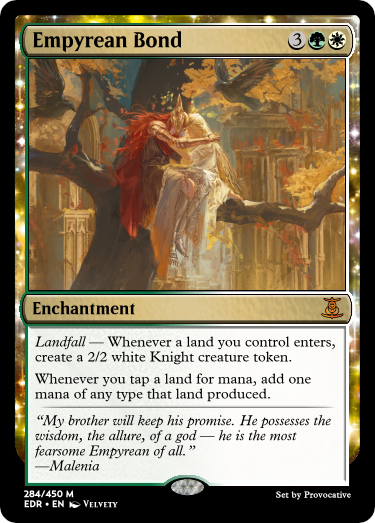 Empyrean Bond 3
Enchantment
Landfall — Whenever a land you control enters,
create a 2/2 white Knight creature token.
Whenever you tap a land for mana, add one
mana of any type that land produced.
“My brother will keep his promise. He possesses the
wisdom, the allure, of a god — he is the most
fearsome Empyrean of all.”
—Malenia
284/450 M
EDR • EN Velvety
Set by Provocative